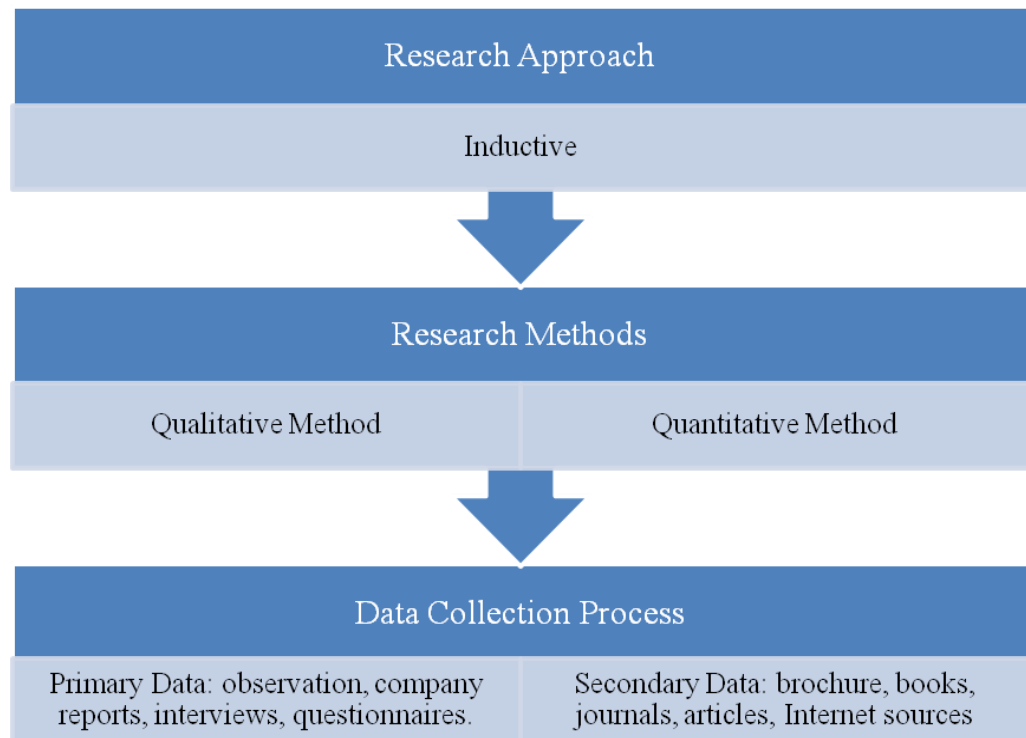 Research Approach
Inductive
Research Methods
Qualitative Method
Quantitative Method
Data Collection Process
Primary Data: observation, company
reports, interviews, questionnaires.
Secondary Data: brochure, books,
journals, articles, Internet sources